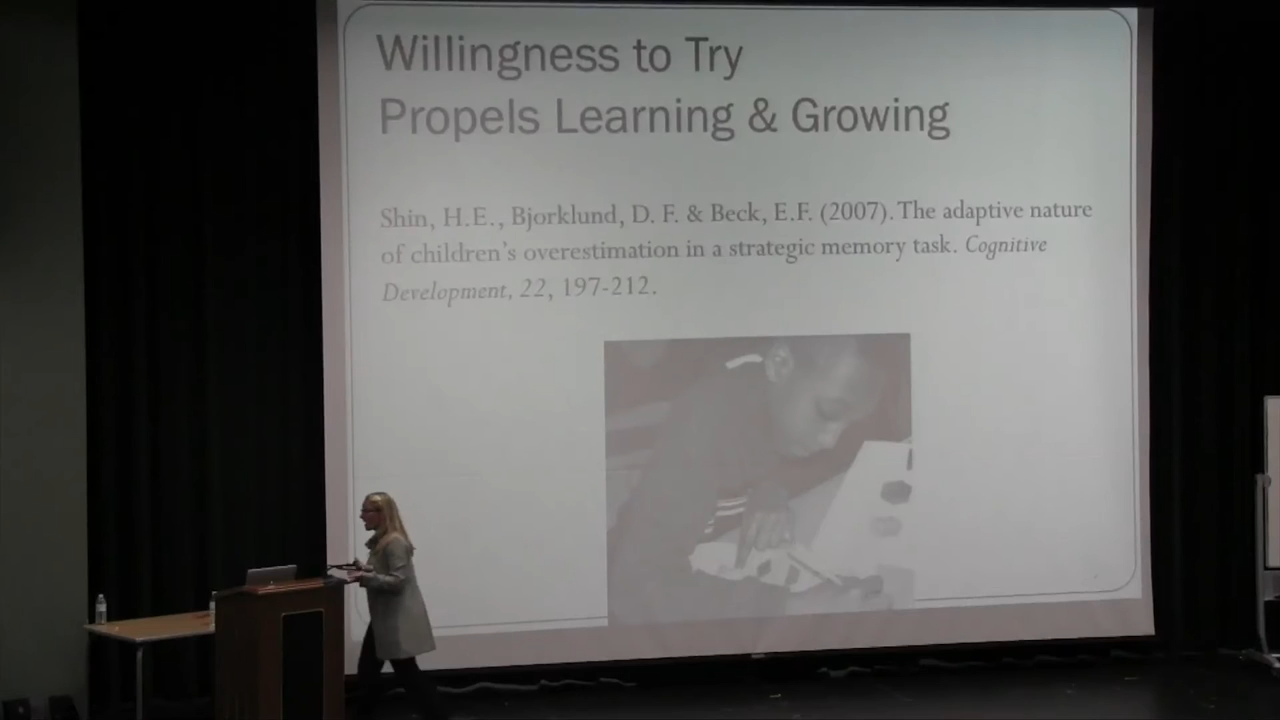 Willingness to Try
Propels Learning & Growing
Shin, H.E., Bjorklund, D. F. & Beck, E.F. (2007). The adaptive nature
of children's overestimation in a strategic memory task. Cognitive
Development, 22, 197-212.